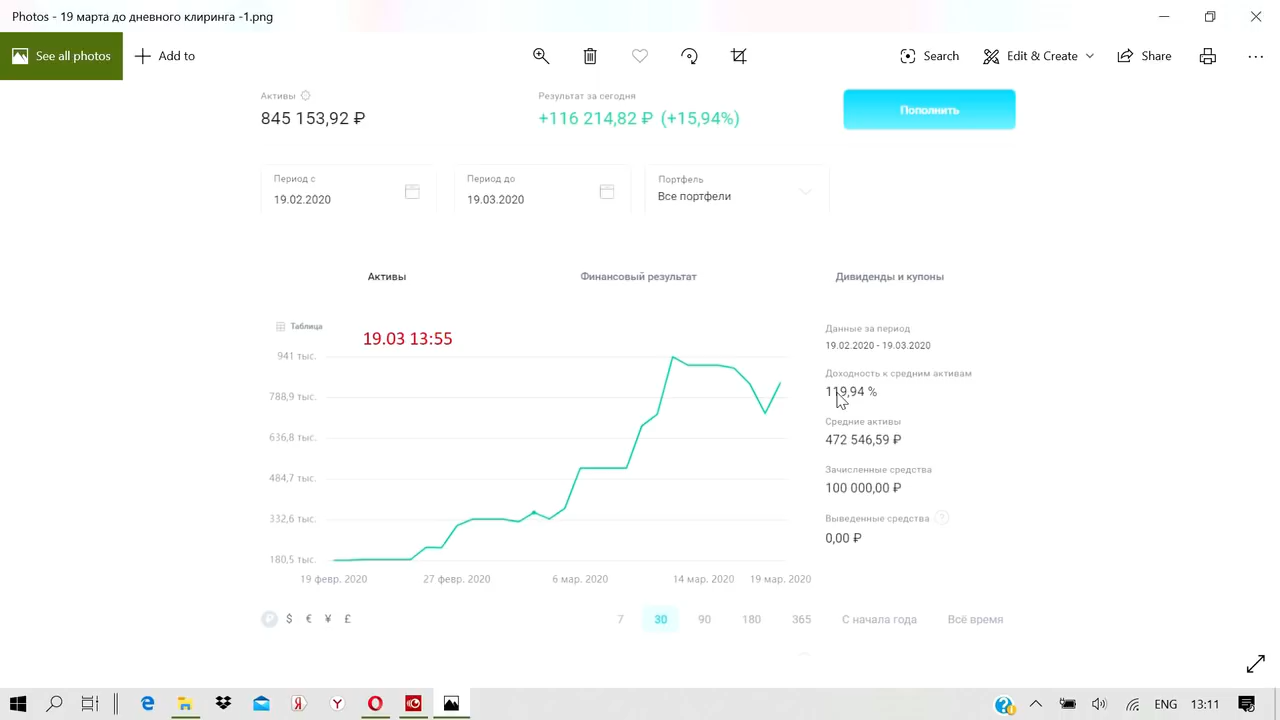 Photos - 19 марта до дневного клиринга -1.png
See all photos
Add to
Search
Edit & Create
Share
Активы
Результат за сегодня
845 153,92 ₽
+116 214,82 ₽ (+15,94%)
Пополнить
Период с
Период до
Портфель
19.02.2020
19.03.2020
Все портфели
Активы
Финансовый результат
Дивиденды и купоны
Таблица
19.03 13:55
941 тыс.
788,9 тыс.
636,8 тыс.
484,7 тыс.
332,6 тыс.
180,5 тыс.
19 февр. 2020
27 февр. 2020
6 мар. 2020
14 мар. 2020
19 мар. 2020
Данные за период
19.02.2020 - 19.03.2020
Доходность к средним активам
119,94 %
Средние активы
472 546,59 ₽
Зачисленные средства
100 000,00 ₽
Выведенные средства ?
0,00 ₽
₽ $ € ¥ £
7 30 90 180 365 С начала года Всё время
ENG 13:11